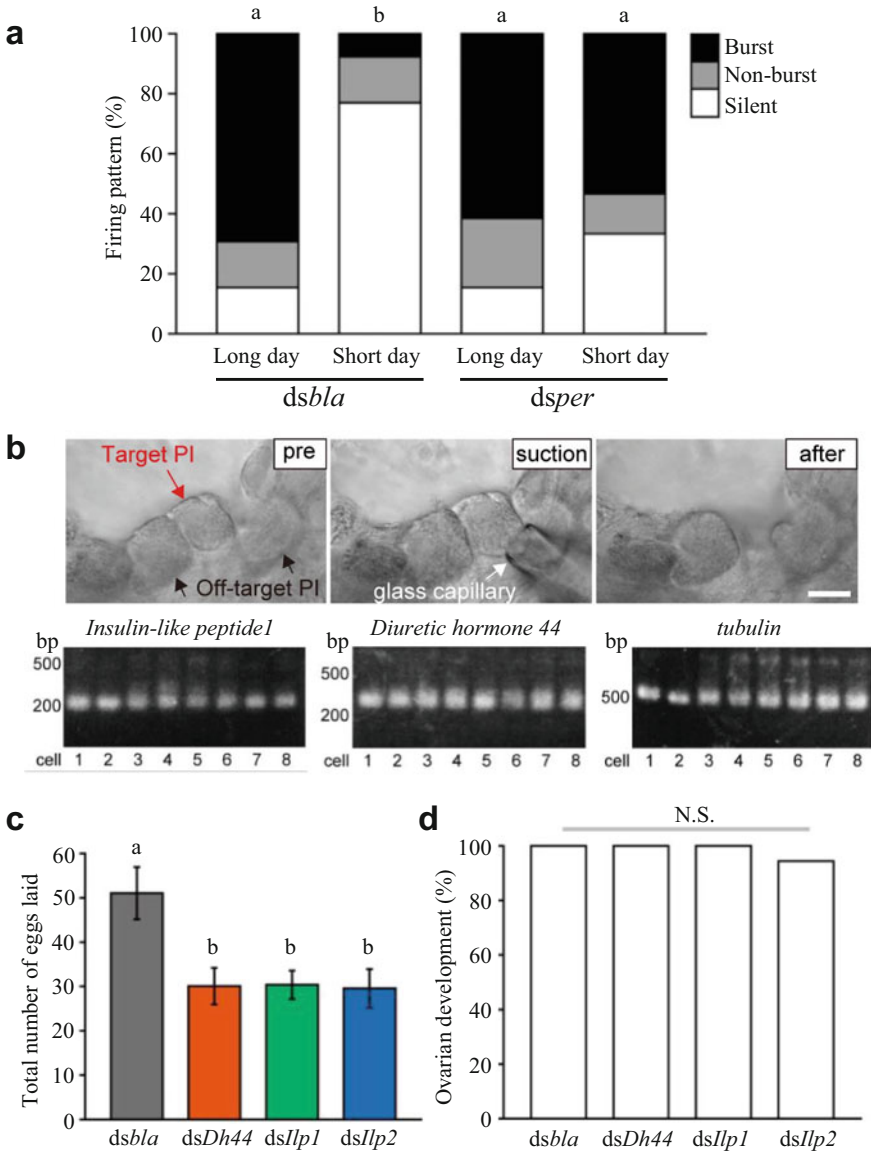 a
a b a a
100
80
60
40
20
0
Firing pattern (%)
Burst
Non-burst
Silent
Long day Short day Long day Short day
dsbla dsper
b
Target PI
pre
Off-target PI
suction
glass capillary
after
Insulin-like peptide1
bp
500
200
cell 1 2 3 4 5 6 7 8
Diuretic hormone 44
bp
500
200
cell 1 2 3 4 5 6 7 8
tubulin
bp
500
cell 1 2 3 4 5 6 7 8
c
a
b b b
60
50
40
30
20
10
0
Total number of eggs laid
dsbla dsDh44 dsIlp1 dsIlp2
d
N.S.
100
80
60
40
20
0
Ovarian development (%)
dsbla dsDh44 dsIlp1 dsIlp2